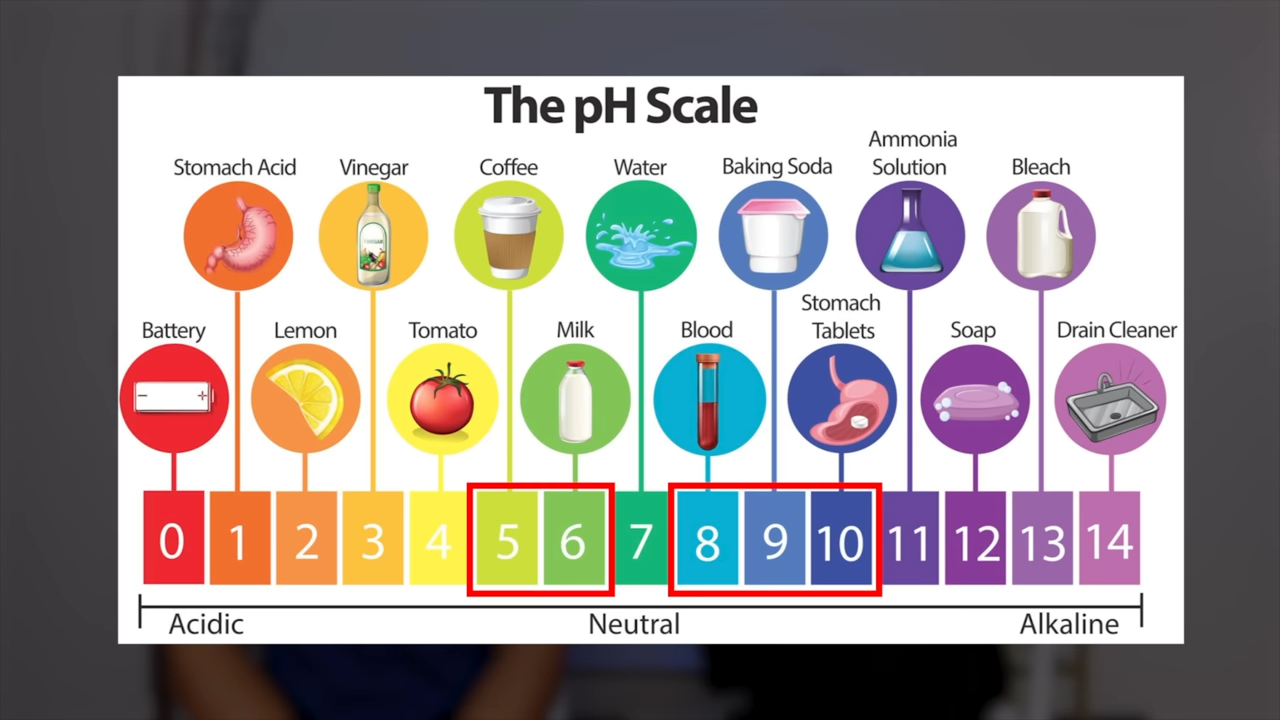 The pH Scale
Stomach Acid
Vinegar
Coffee
Water
Baking Soda
Ammonia
Solution
Bleach
Battery
Lemon
Tomato
Milk
Blood
Stomach
Tablets
Soap
Drain Cleaner
0 1 2 3 4 5 6 7 8 9 10 11 12 13 14
Acidic
Neutral
Alkaline